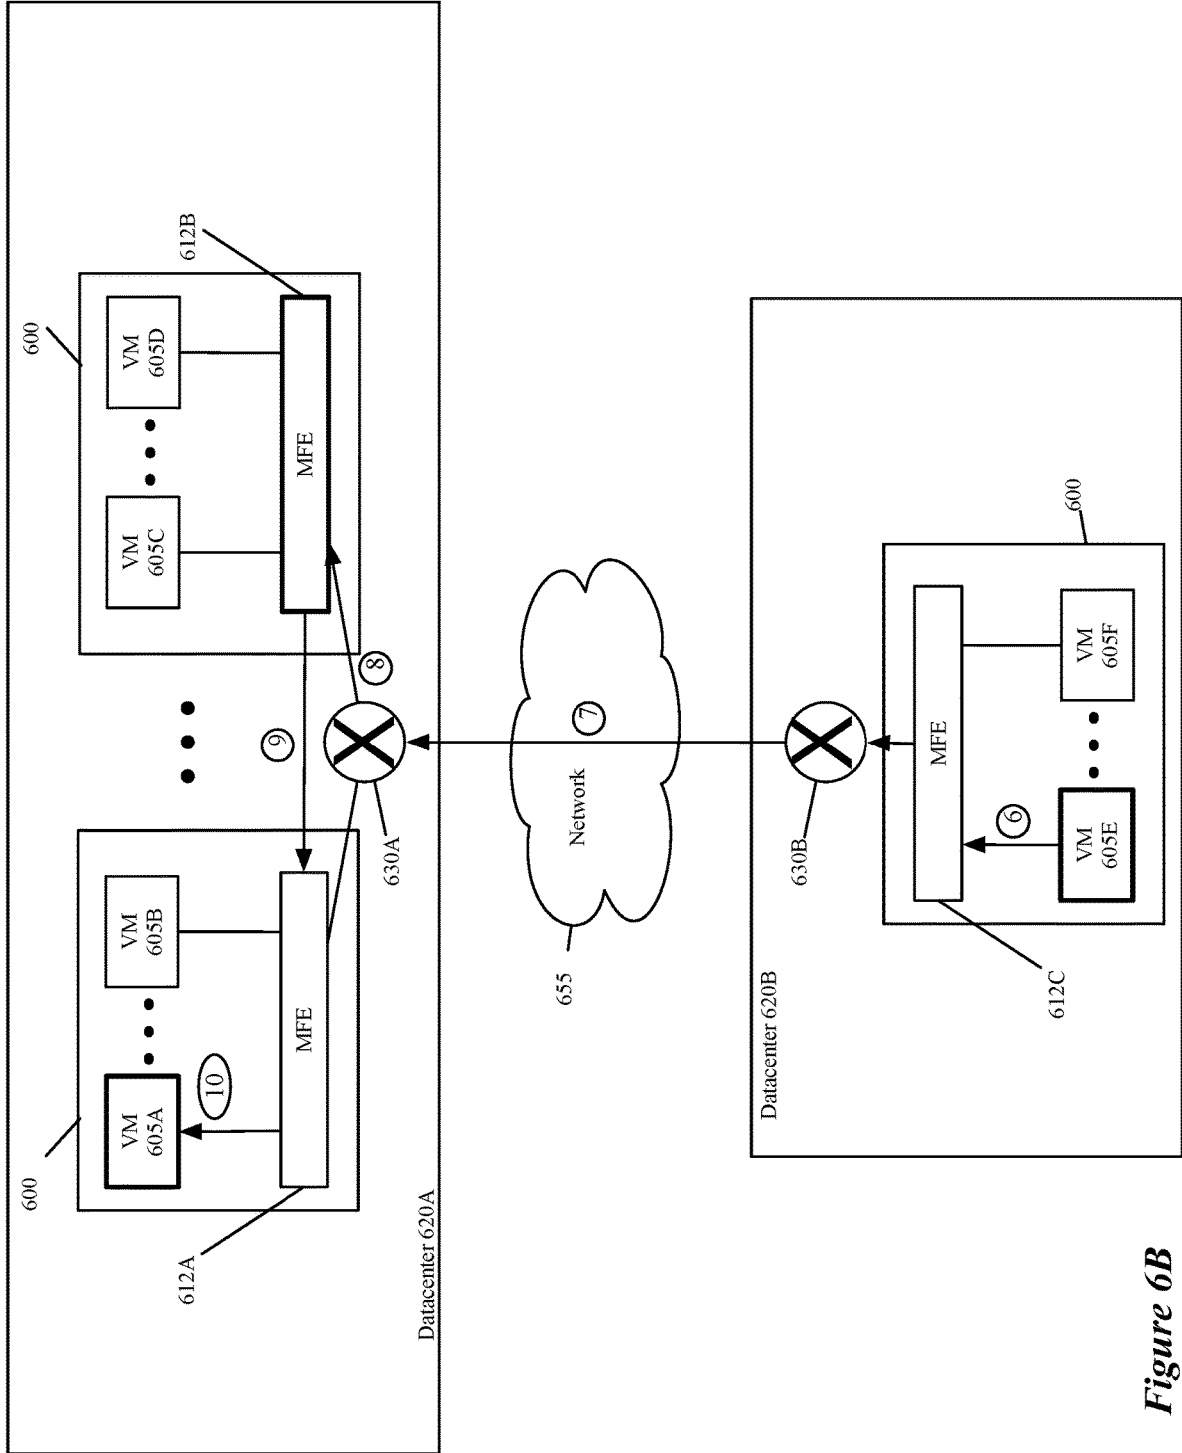 600
600
612B
VM
605A
VM
605B
VM
605C
VM
605D
10
9
8
MFE
MFE
612A
630A
Datacenter 620A
655
Network
7
Datacenter 620B
630B
MFE
612C
6
600
VM
605E
VM
605F
Figure 6B